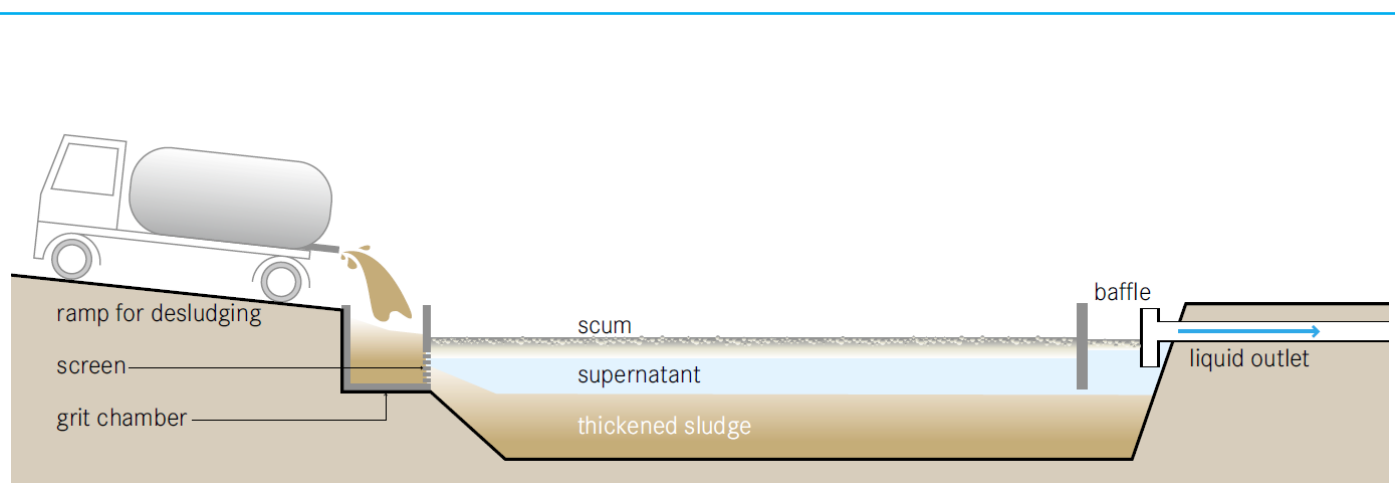 baffle
ramp for desludging
scum
screen
supernatant
liquid outlet
grit chamber
thickened sludge